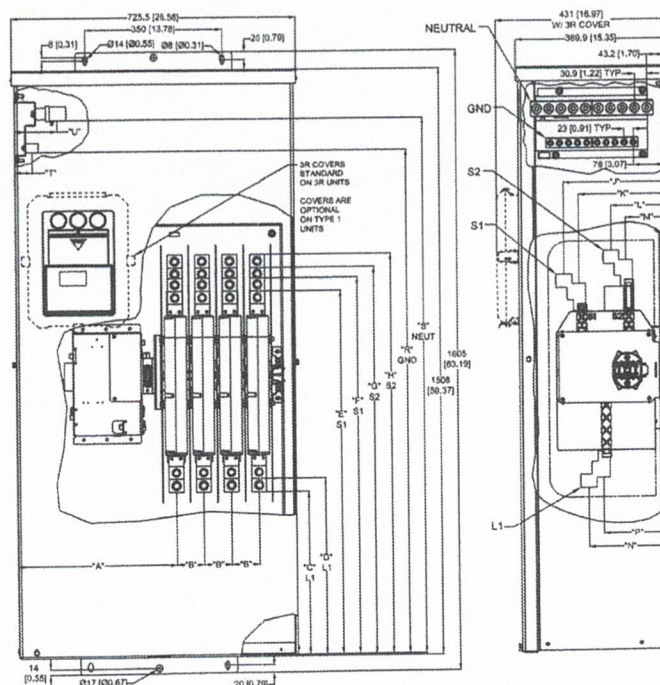 725.5 [28.56]
350 [13.78]
8 [0.31]
Ø14 [Ø0.55]
Ø8 [Ø0.31]
20 [0.79]
"U"
"T"
3R COVERS
STANDARD
ON 3R UNITS
COVERS ARE
OPTIONAL
ON TYPE 1
UNITS
"E"
S1
"F"
S1
"G"
S2
"H"
S2
"R"
GND
"S"
NEUT
1508
[59.37]
1605
[63.19]
"A"
"B"
"B"
"B"
"C"
L1
"D"
L1
14
[0.55]
Ø17 [Ø0.67]
20 [0.79]
431 [16.97]
W/ 3R COVER
389.9 [15.35]
43.2 [1.70]
30.9 [1.22] TYP
NEUTRAL
GND
23 [0.91] TYP
78 [3.07]
S2
S1
"J"
"K"
"L"
"M"
S1
S2
L1
"P"
"N"